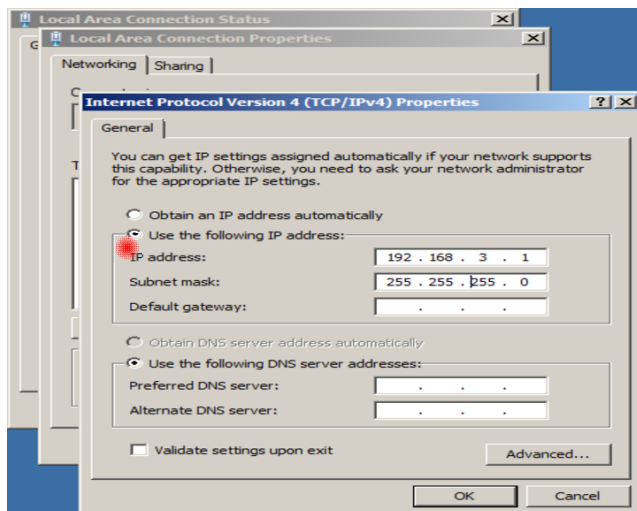 Local Area Connection Status
Local Area Connection Properties
Networking
Sharing
Internet Protocol Version 4 (TCP/IPv4) Properties
General
You can get IP settings assigned automatically if your network supports
this capability. Otherwise, you need to ask your network administrator
for the appropriate IP settings.
Obtain an IP address automatically
Use the following IP address:
IP address: 192 . 168 . 3 . 1
Subnet mask: 255 . 255 . 255 . 0
Default gateway: . . .
Obtain DNS server address automatically
Use the following DNS server addresses:
Preferred DNS server: . . .
Alternate DNS server: . . .
Validate settings upon exit
Advanced...
OK Cancel